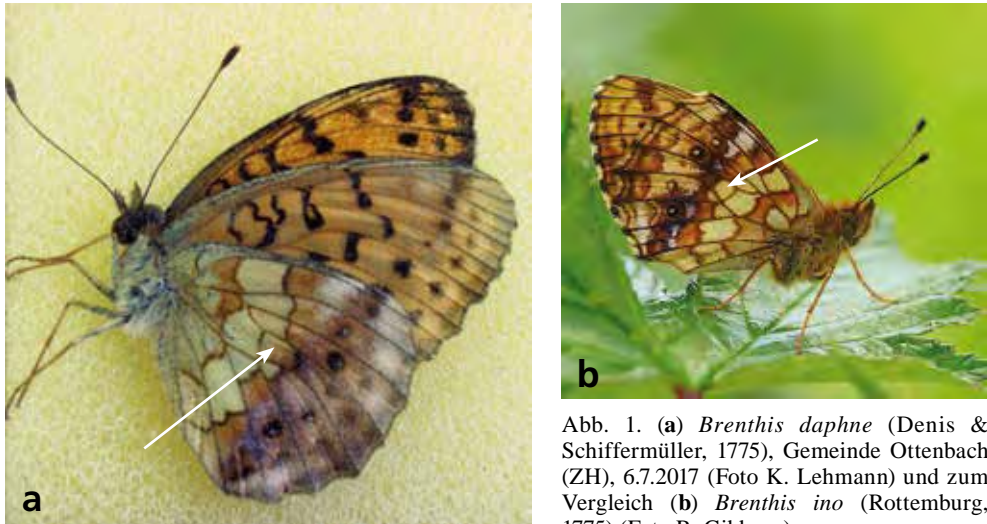 a
b
Abb. 1. (a) Brenthis daphne (Denis &
Schiffermüller, 1775), Gemeinde Ottenbach
(ZH), 6.7.2017 (Foto K. Lehmann) und zum
Vergleich (b) Brenthis ino (Rottemburg,